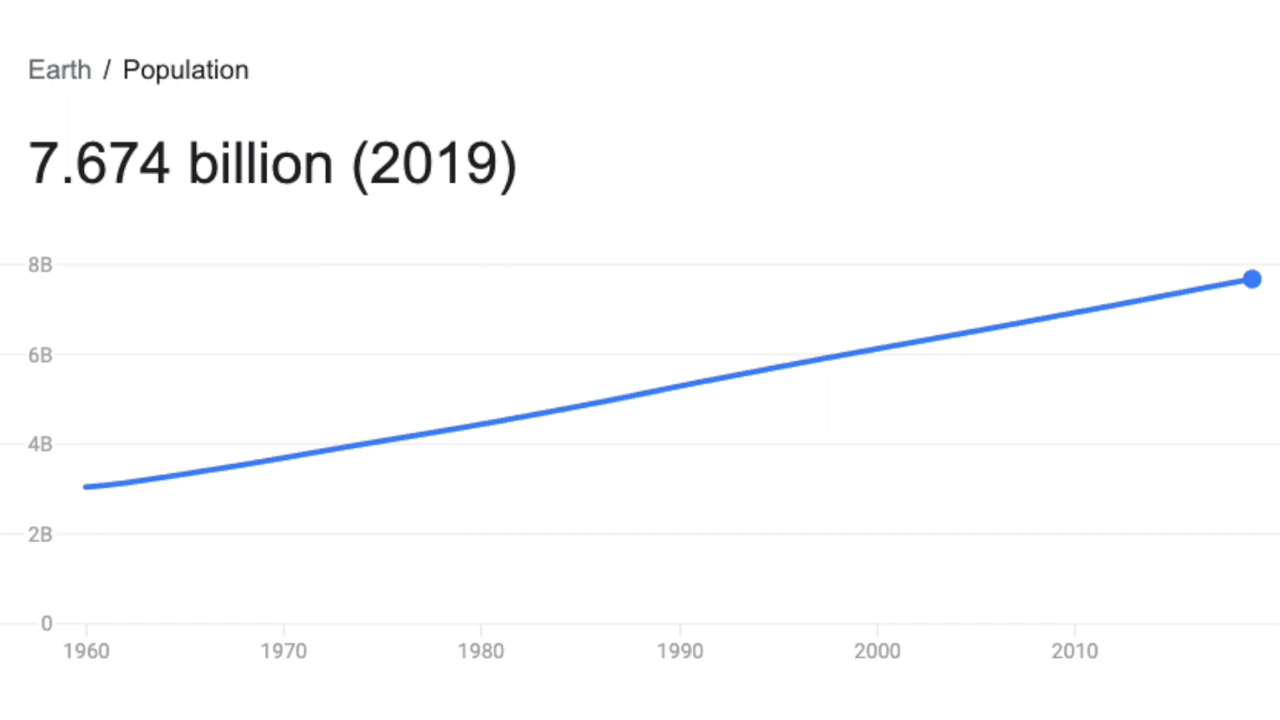 Earth / Population
7.674 billion (2019)
8B
6B
4B
2B
0
1960 1970 1980 1990 2000 2010